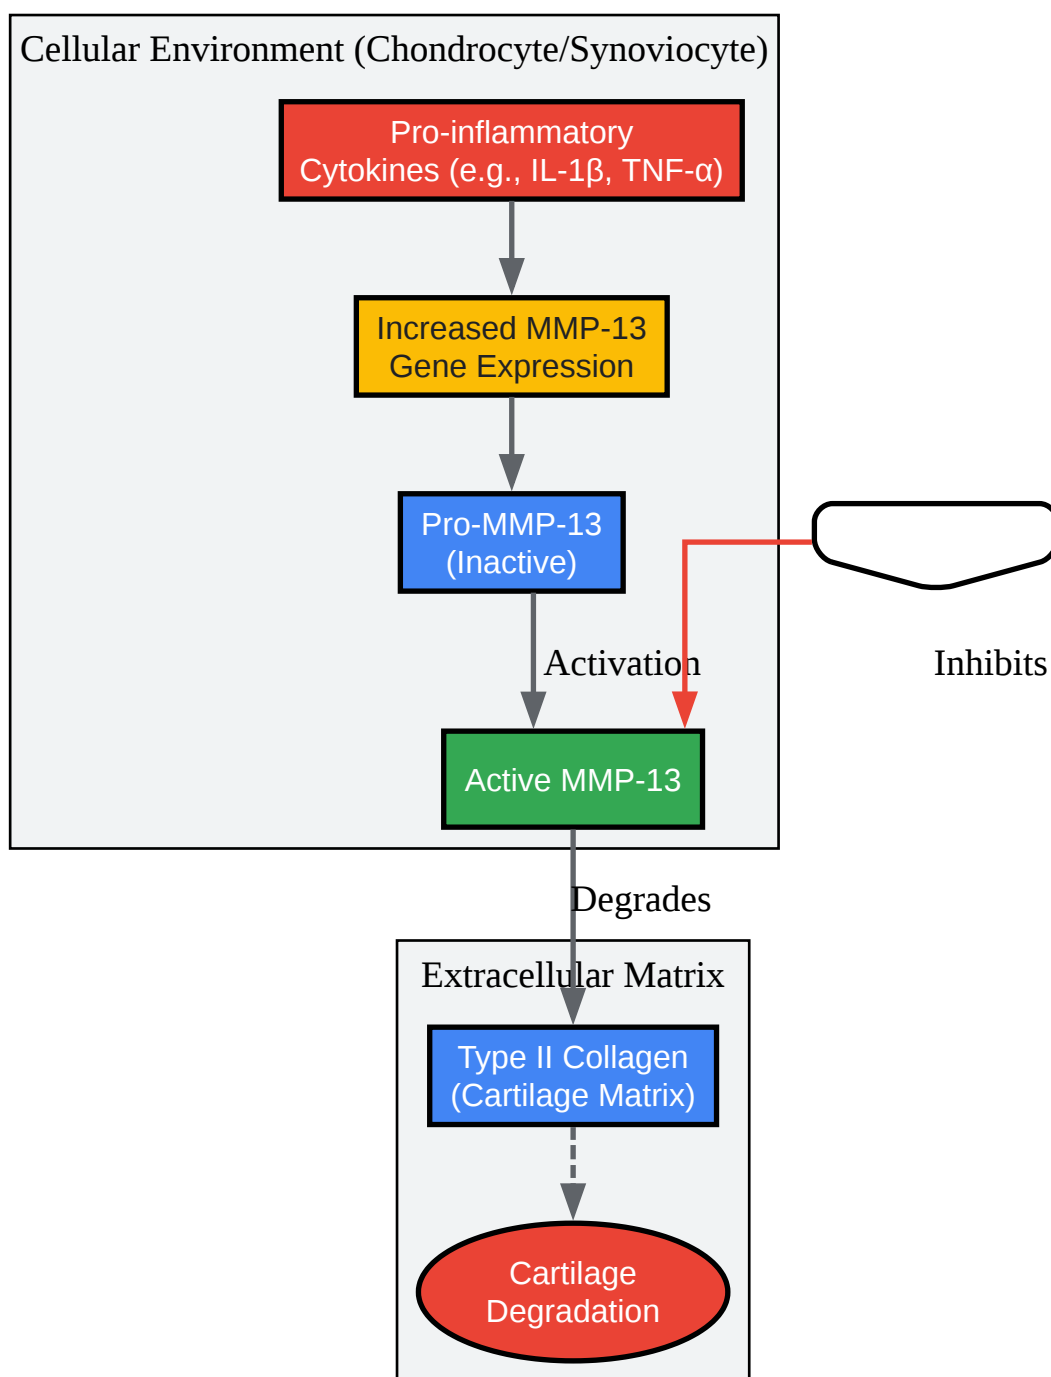 Cellular Environment (Chondrocyte/Synoviocyte)
Pro-inflammatory
Cytokines (e.g., IL-1β, TNF-α)
Increased MMP-13
Gene Expression
Pro-MMP-13
(Inactive)
Activation
Inhibits
Active MMP-13
Degrades
Extracellular Matrix
Type II Collagen
(Cartilage Matrix)
Cartilage
Degradation